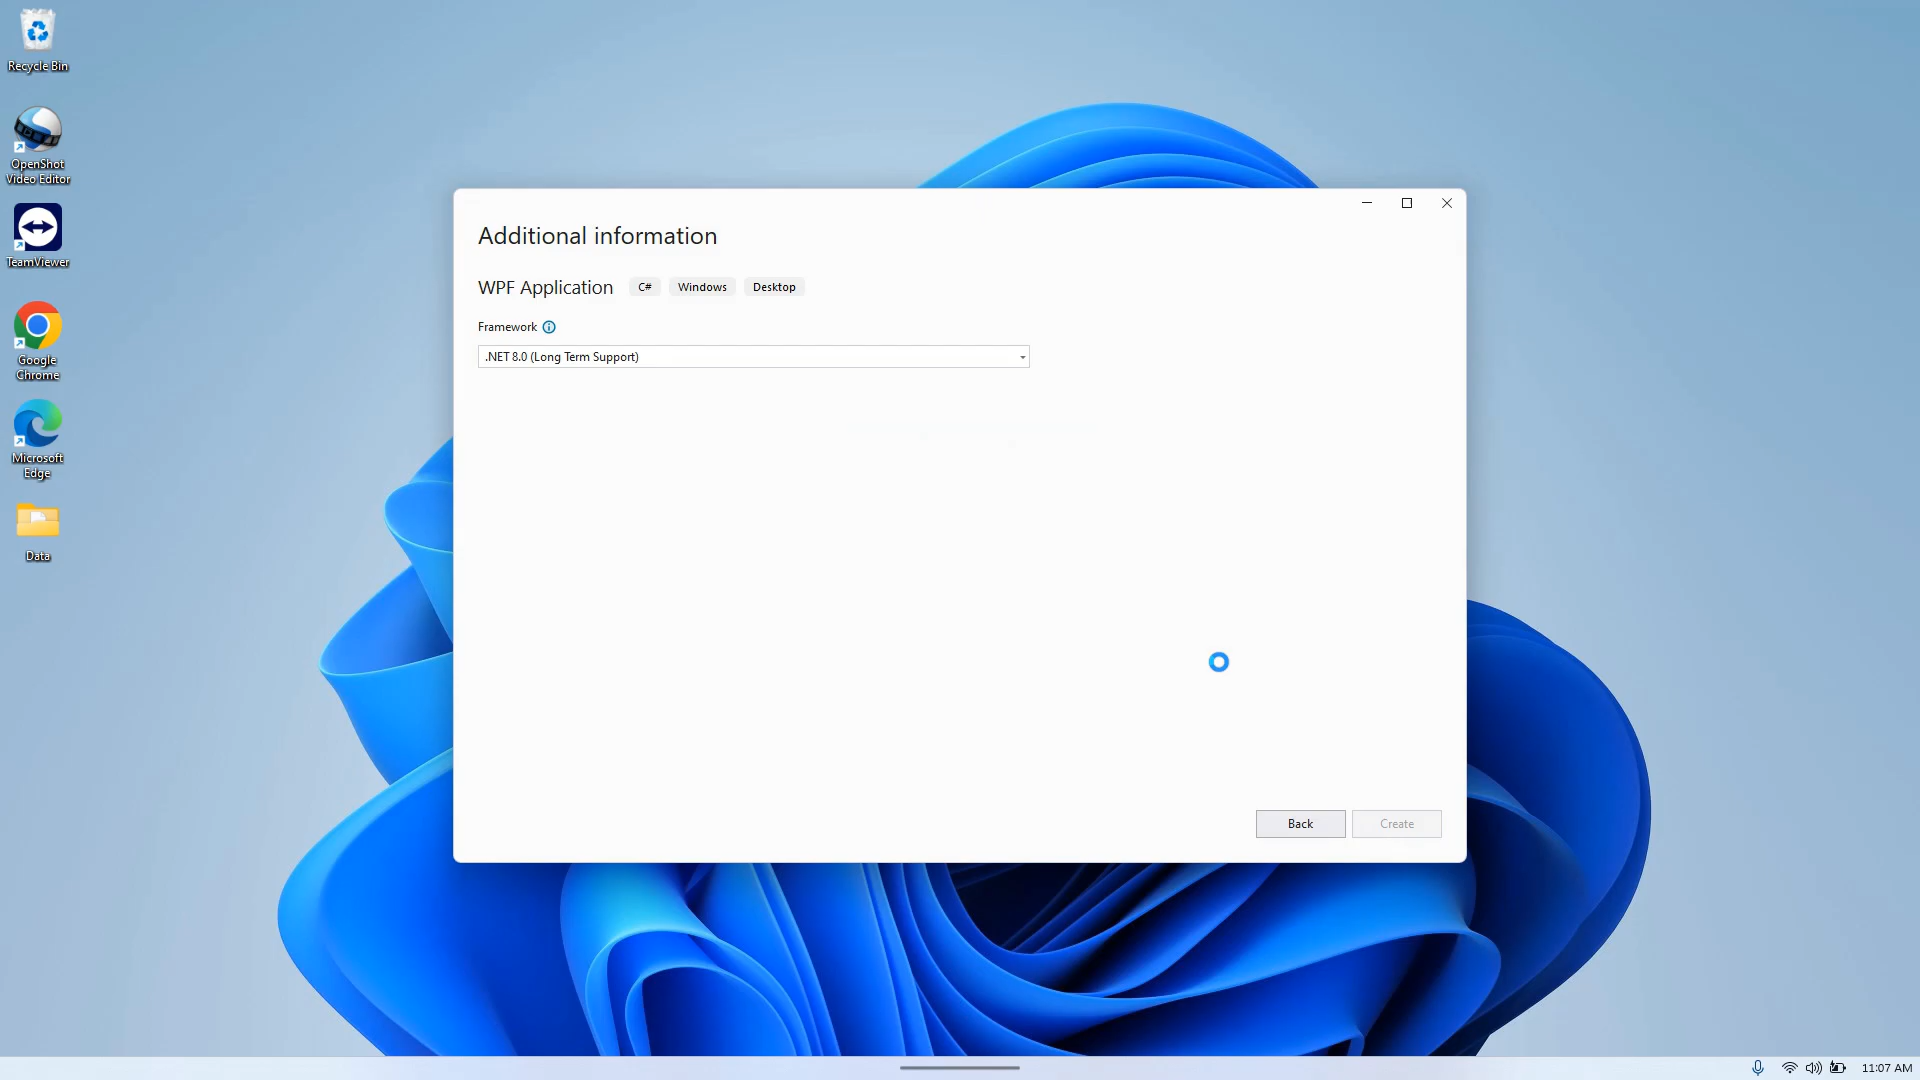 Recycle Bin
OpenShot
Video Editor
TeamViewer
Google
Chrome
Microsoft
Edge
Data
Additional information
WPF Application C# Windows Desktop
Framework
.NET 8.0 (Long Term Support)
Back Create
11:07 AM